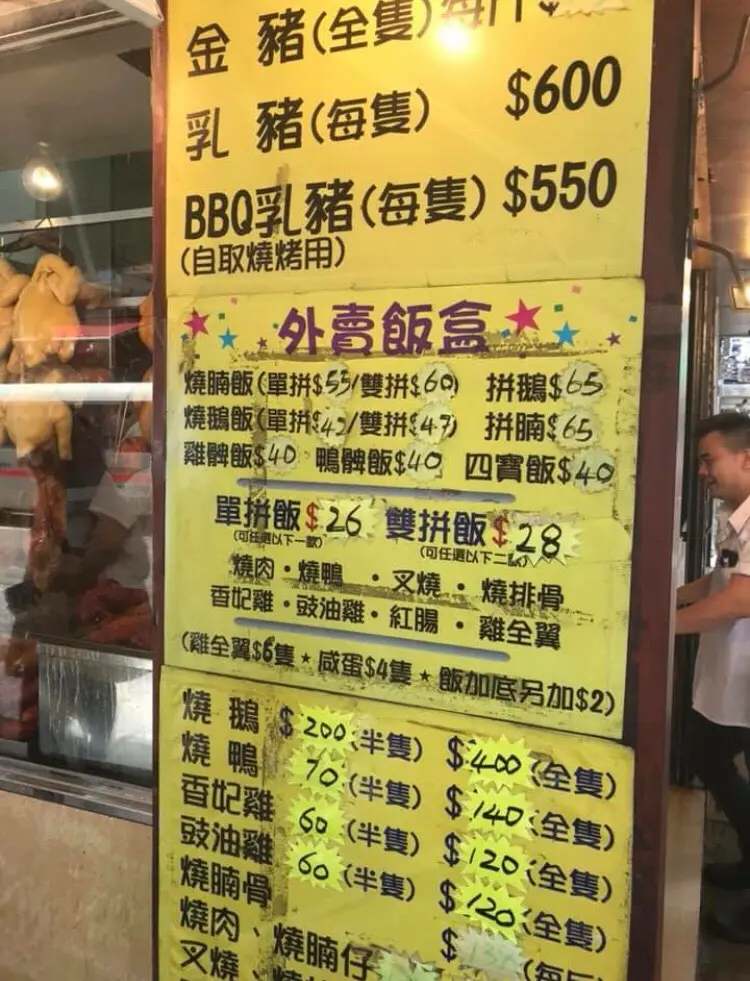 金豬(全隻)每斤$
乳豬(每隻) $600
BBQ乳豬(每隻) $550
(自取燒烤用)
外賣飯盒
燒腩飯(單拼$55/雙拼$60) 拼鵝$65
燒鵝飯(單拼$42/雙拼$47) 拼腩$65
雞髀飯$40 鴨髀飯$40 四寶飯$40
單拼飯$26 雙拼飯$28
(可任選以下一款) (可任選以下二款)
燒肉・燒鴨・叉燒・燒排骨
香妃雞・豉油雞・紅腸・雞全翼
(雞全翼$6隻★咸蛋$4隻★飯加底另加$2)
燒鵝 $200(半隻) $400(全隻)
燒鴨 70(半隻) $140(全隻)
香妃雞 60(半隻) $120(全隻)
豉油雞 60(半隻) $120(全隻)
燒腩骨 $
燒肉、燒腩仔 (每斤)
叉燒、燒